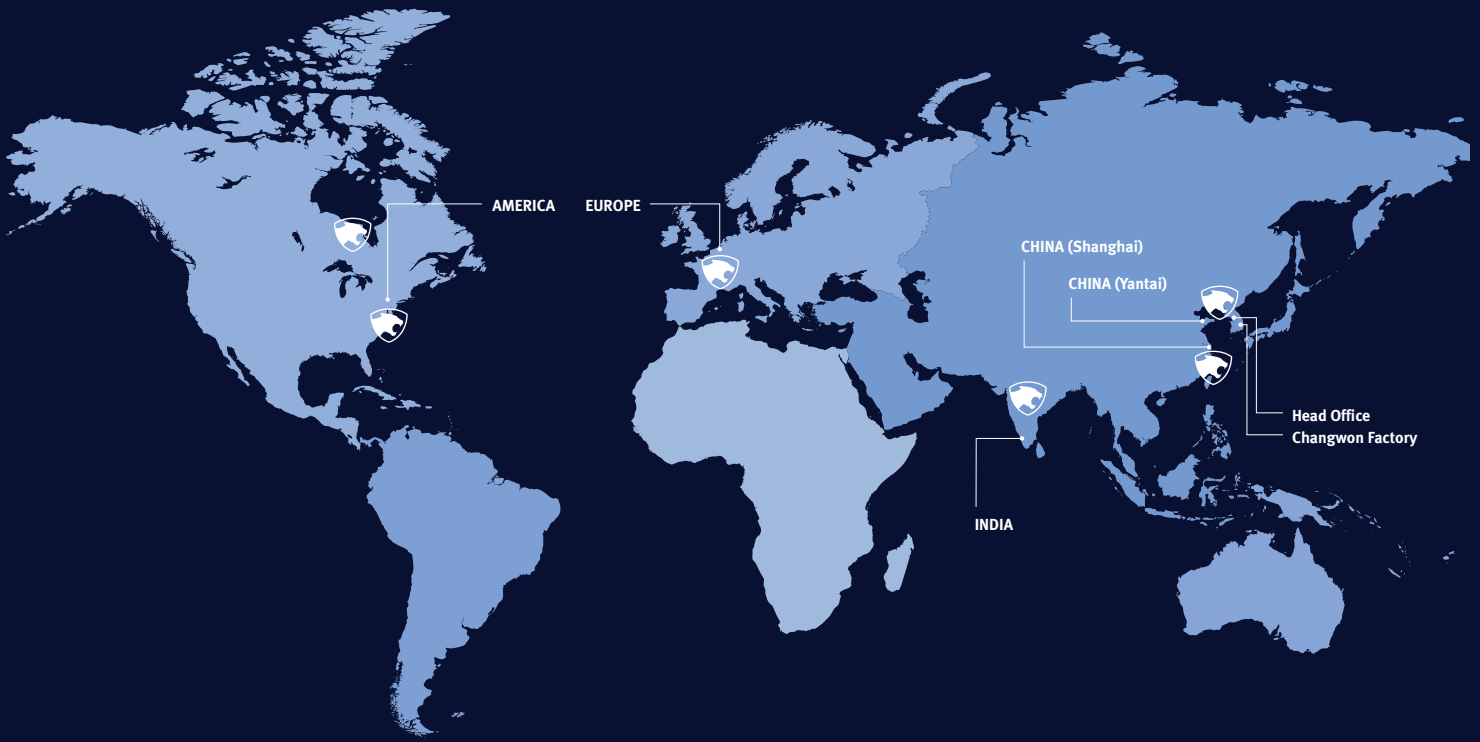 AMERICA
EUROPE
CHINA (Shanghai)
CHINA (Yantai)
Head Office
Changwon Factory
INDIA